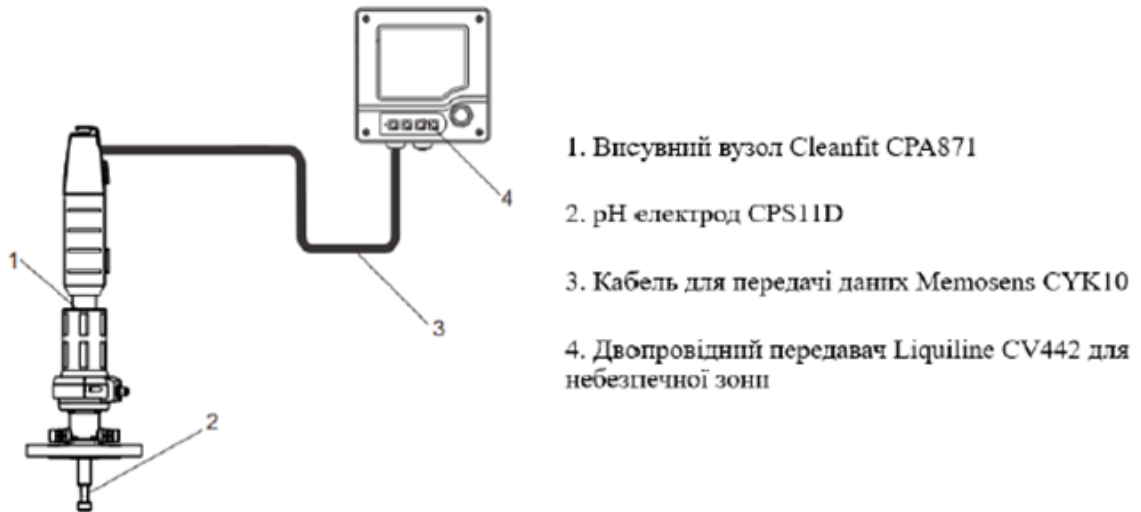 1. Висувний вузол Cleanfit CPA871
2. pH електрод CPS11D
3. Кабель для передачі даних Memosens CYK10
4. Двопровідний передавач Liquiline CV442 для
небезпечної зони
1
2
3
4